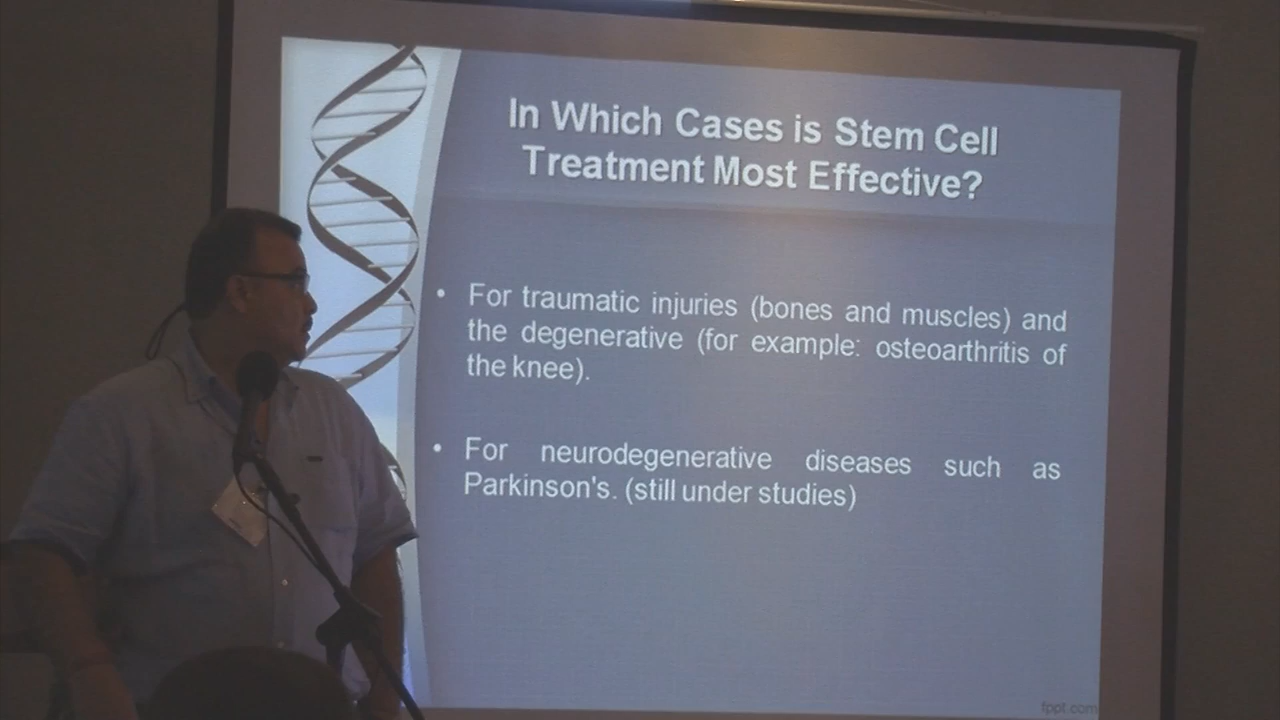 In Which Cases is Stem Cell
Treatment Most Effective?
• For traumatic injuries (bones and muscles) and
the degenerative (for example: osteoarthritis of
the knee).
• For neurodegenerative diseases such as
Parkinson's. (still under studies)
fppt.com